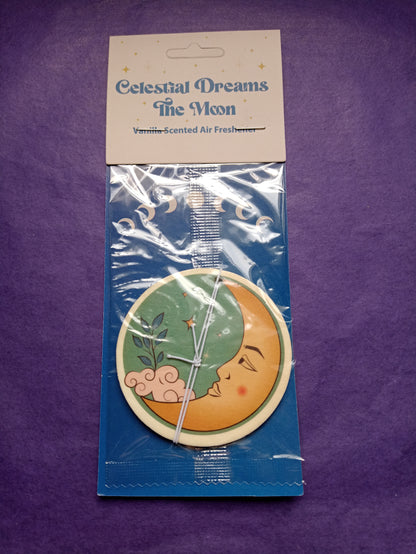 Celestial Dreams
The Moon
Vanilla Scented Air Freshener